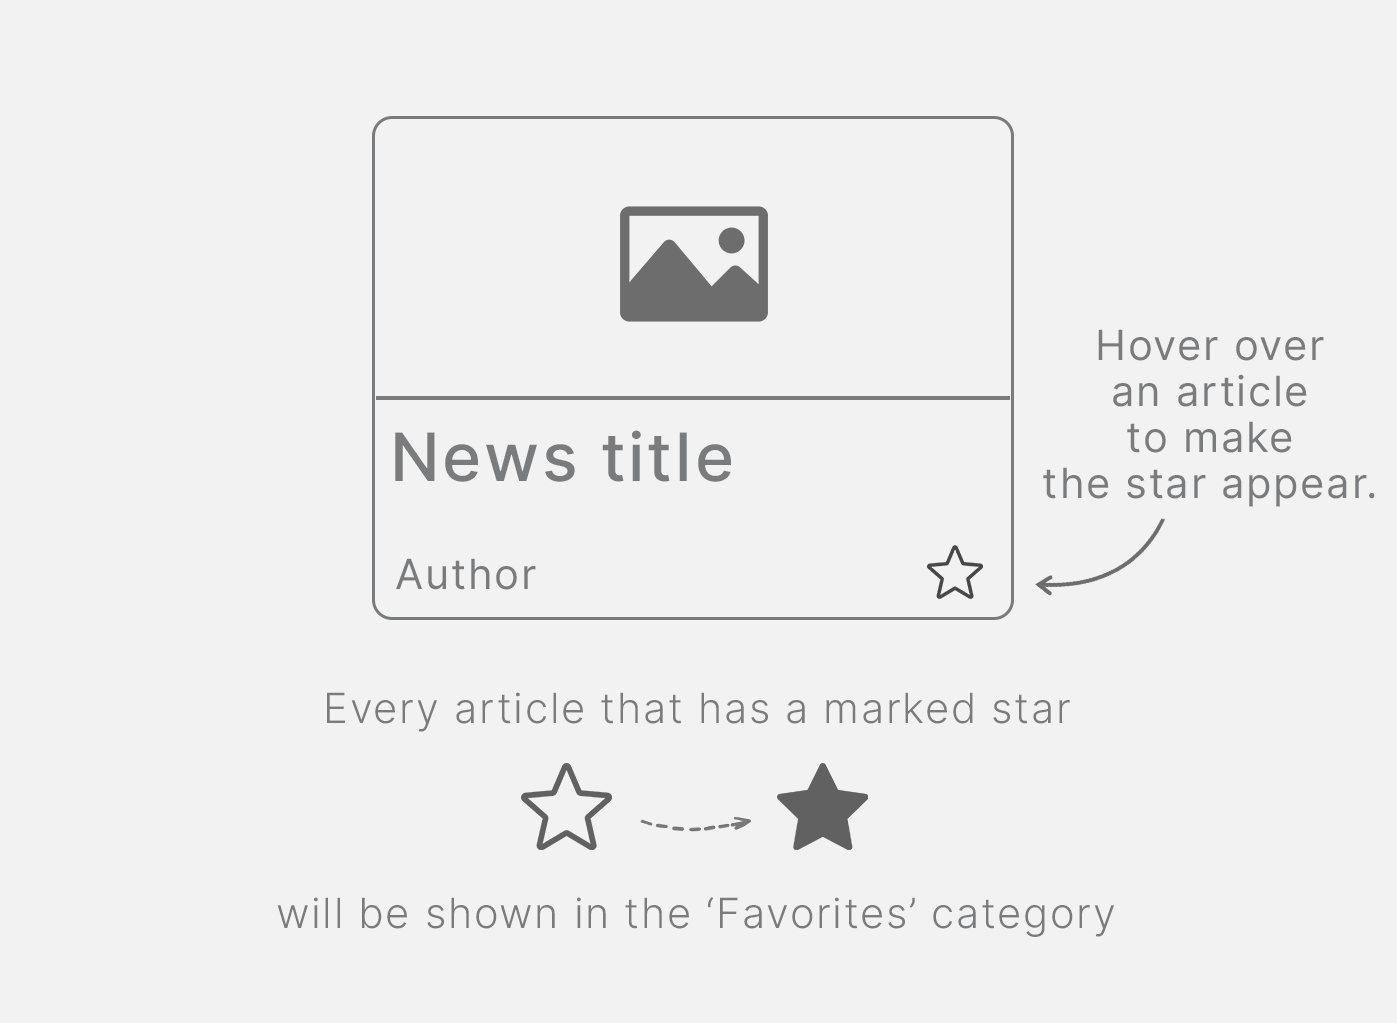 Hover over
an article
to make
the star appear.
News title
Author
Every article that has a marked star
will be shown in the ‘Favorites’ category